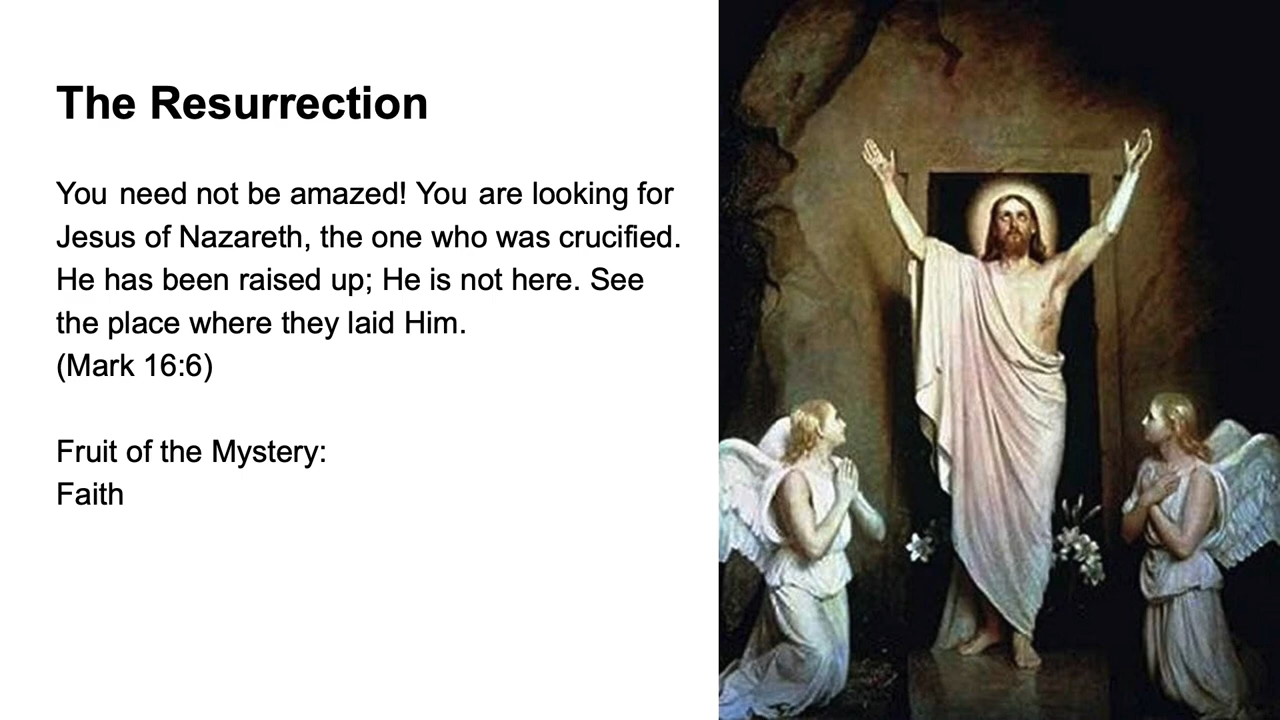 The Resurrection
You need not be amazed! You are looking for
Jesus of Nazareth, the one who was crucified.
He has been raised up; He is not here. See
the place where they laid Him.
(Mark 16:6)
Fruit of the Mystery:
Faith